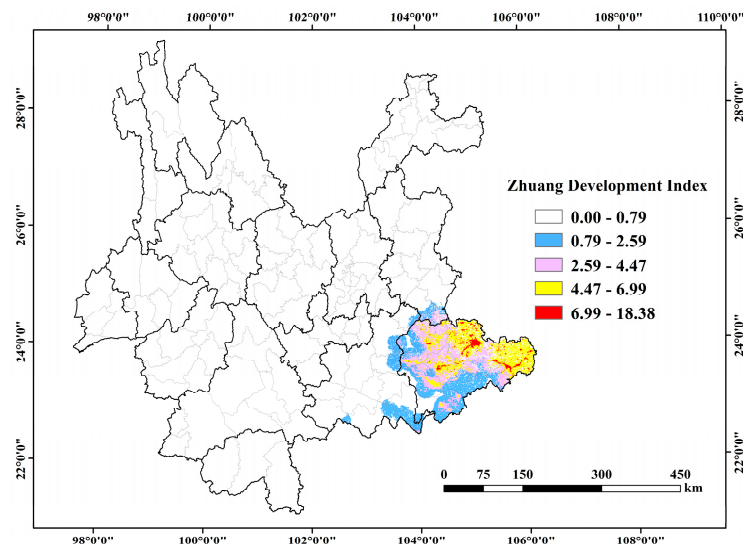 98°0'0" 100°0'0" 102°0'0" 104°0'0" 106°0'0" 108°0'0" 110°0'0"
28°0'0" 28°0'0"
Zhuang Development Index
0.00 - 0.79
26°0'0" 26°0'0"
0.79 - 2.59
2.59 - 4.47
4.47 - 6.99
6.99 - 18.38
24°0'0" 24°0'0"
22°0'0" 22°0'0"
0 75 150 300 450
km
98°0'0" 100°0'0" 102°0'0" 104°0'0" 106°0'0" 108°0'0"